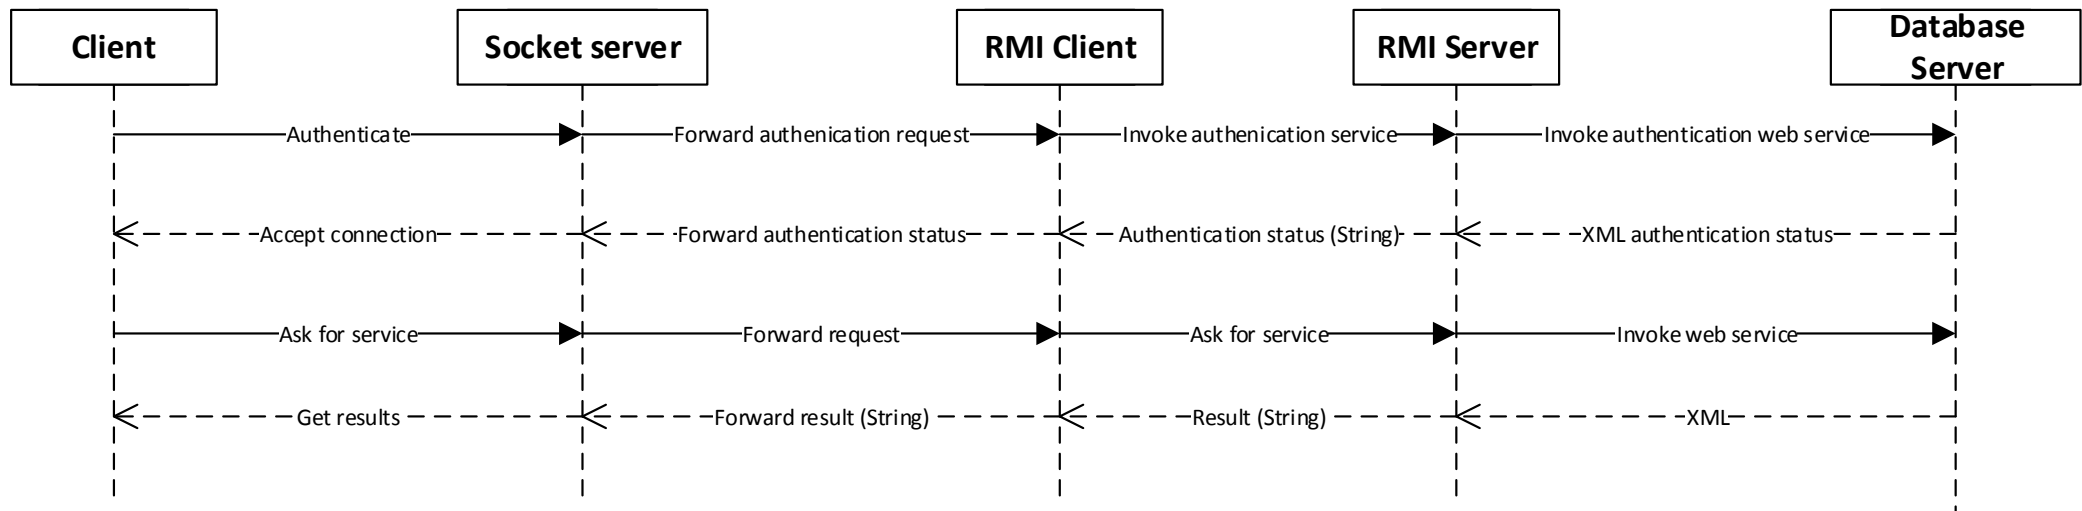 Client
Socket server
RMI Client
RMI Server
Database
Server
Authenticate
Forward authenication request
Invoke authenication service
Invoke authentication web service
Accept connection
Forward authentication status
Authentication status (String)
XML authentication status
Ask for service
Forward request
Ask for service
Invoke web service
Get results
Forward result (String)
Result (String)
XML